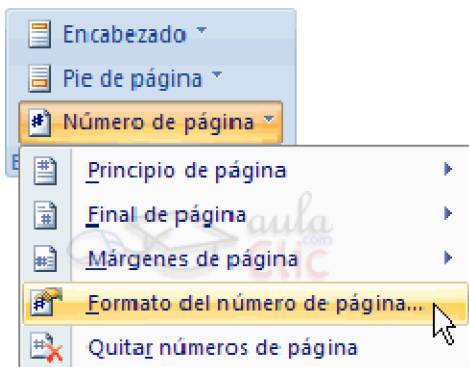 Encabezado
Pie de página
Número de página
E
Principio de página
Final de página
Márgenes de página
Formato del número de página...
Quitar números de página
aula
Clic
.com